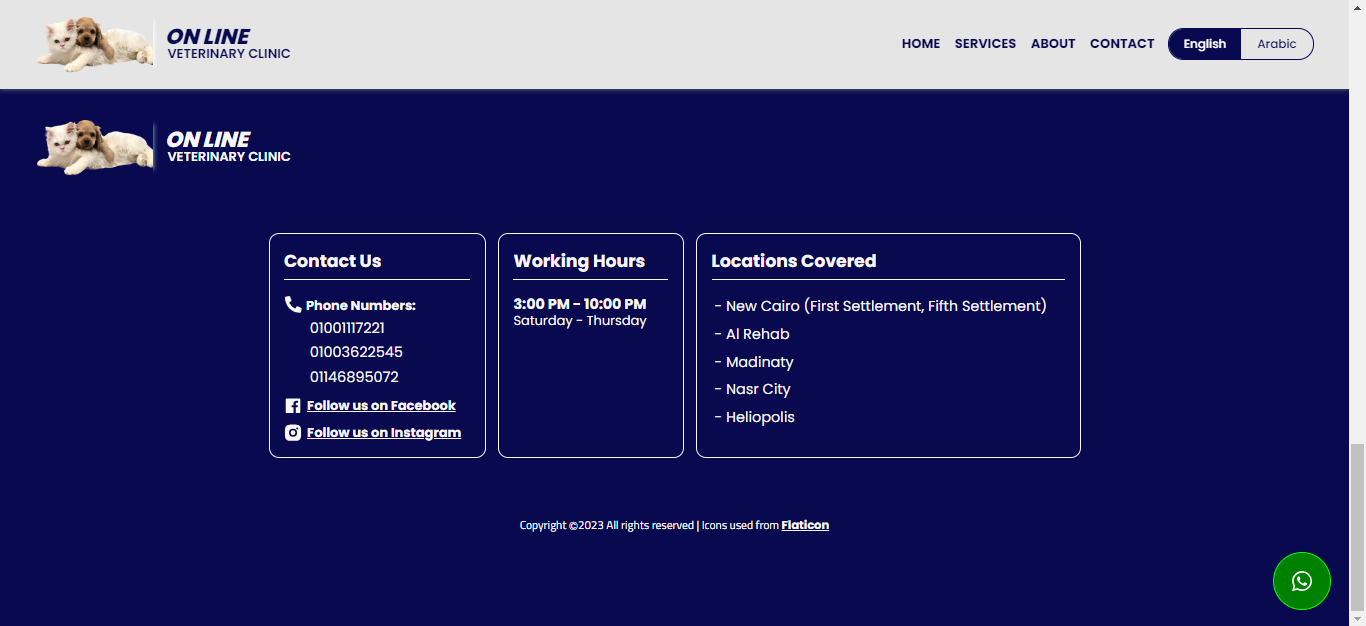 ON LINE
VETERINARY CLINIC
HOME SERVICES ABOUT CONTACT English Arabic
ON LINE
VETERINARY CLINIC
Contact Us
Phone Numbers:
01001117221
01003622545
01146895072
Follow us on Facebook
Follow us on Instagram
Working Hours
3:00 PM - 10:00 PM
Saturday - Thursday
Locations Covered
- New Cairo (First Settlement, Fifth Settlement)
- Al Rehab
- Madinaty
- Nasr City
- Heliopolis
Copyright ©2023 All rights reserved | Icons used from Flaticon